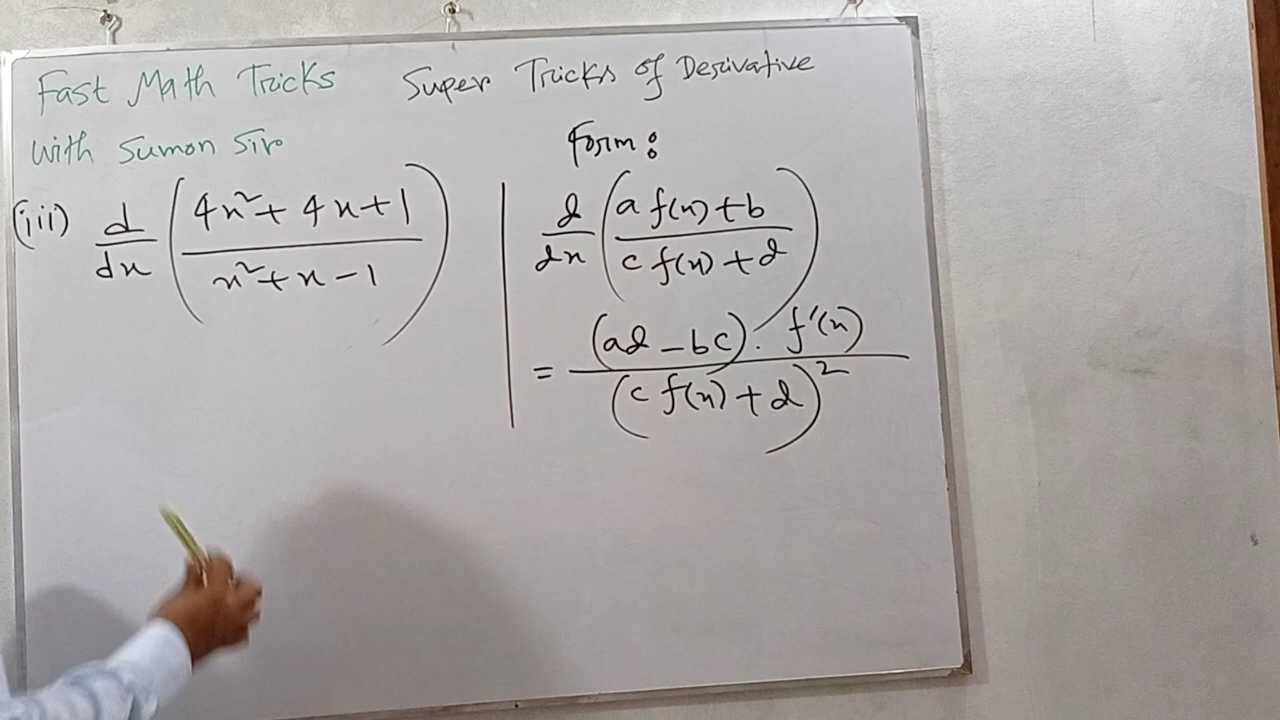 Fast Math Tricks Super Tricks of Derivative
with Sumon Sir
Form:
(iii) d/dx ( (4x²+4x+1) / (x²+x-1) )
d/dx ( (a f(x)+b) / (c f(x)+d) )
= (ad-bc). f'(x) / (c f(x)+d)²